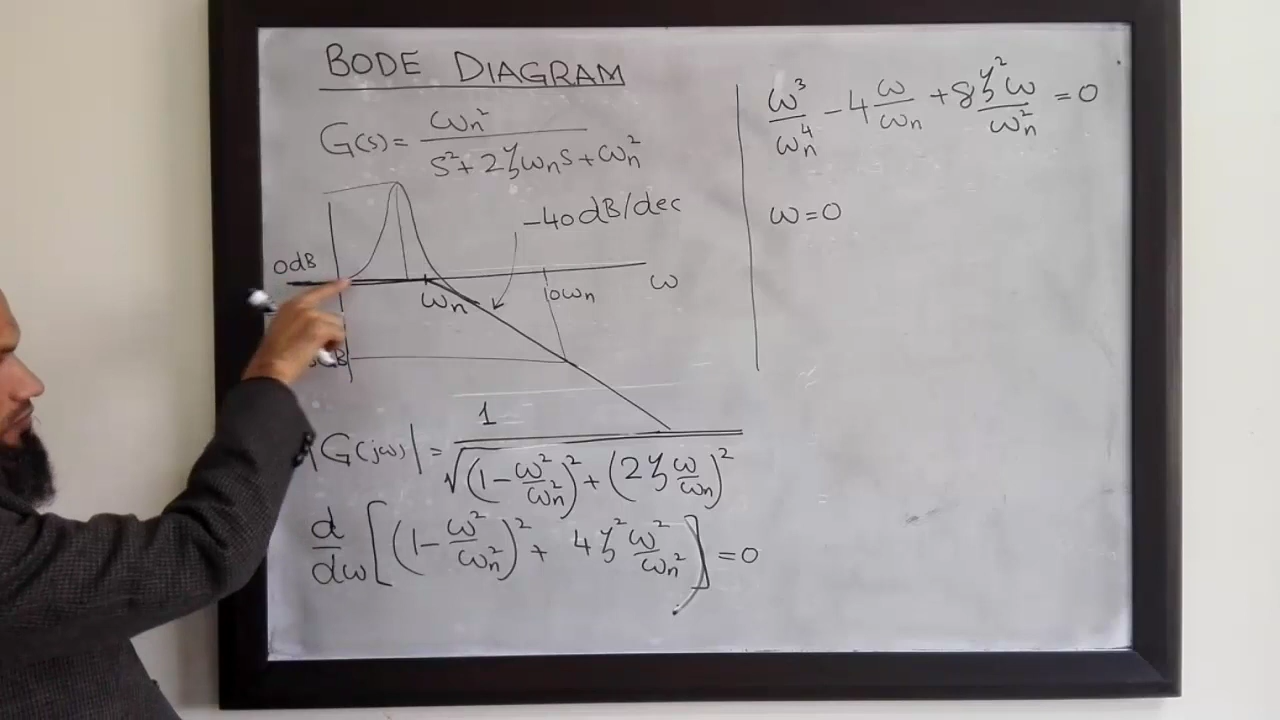 BODE DIAGRAM
G(s) = ωn² / (s² + 2ζωns + ωn²)
-40dB/dec
0dB
ω
ωn
10ωn
|G(jω)| = 1 / √((1 - ω²/ωn²)² + (2ζ ω/ωn)²)
d/dω [(1 - ω²/ωn²)² + 4ζ² ω²/ωn²] = 0
ω³/ωn⁴ - 4 ω/ωn + 8ζ²ω/ωn² = 0
ω = 0